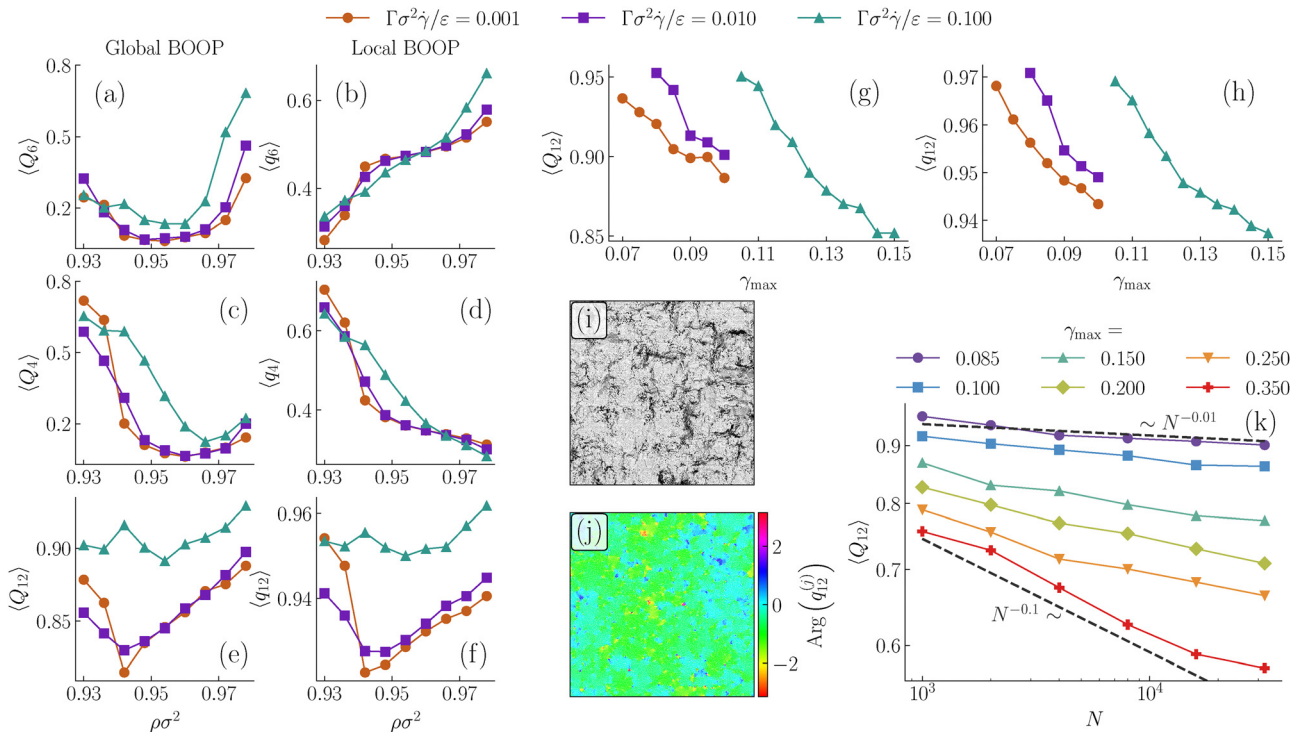 Γσ²γ̇/ε = 0.001 Γσ²γ̇/ε = 0.010 Γσ²γ̇/ε = 0.100
Global BOOP Local BOOP
(a)
⟨Q₆⟩
0.8
0.5
0.2
0.93 0.95 0.97
(b)
⟨q₆⟩
0.6
0.4
0.93 0.95 0.97
(c)
⟨Q₄⟩
0.8
0.5
0.2
0.93 0.95 0.97
(d)
⟨q₄⟩
0.6
0.4
0.93 0.95 0.97
(e)
⟨Q₁₂⟩
0.90
0.85
0.93 0.95 0.97
ρσ²
(f)
⟨q₁₂⟩
0.96
0.94
0.93 0.95 0.97
ρσ²
(g)
⟨Q₁₂⟩
0.95
0.90
0.85
0.07 0.09 0.11 0.13 0.15
γmax
(h)
⟨q₁₂⟩
0.97
0.96
0.95
0.94
0.07 0.09 0.11 0.13 0.15
γmax
(i)
(j)
2
0
−2
Arg(q₁₂⁽ʲ⁾)
γmax =
0.085 0.150 0.250
0.100 0.200 0.350
(k)
∼ N⁻⁰·⁰¹
N⁻⁰·¹ ∼
⟨Q₁₂⟩
0.9
0.8
0.7
0.6
10³ 10⁴
N